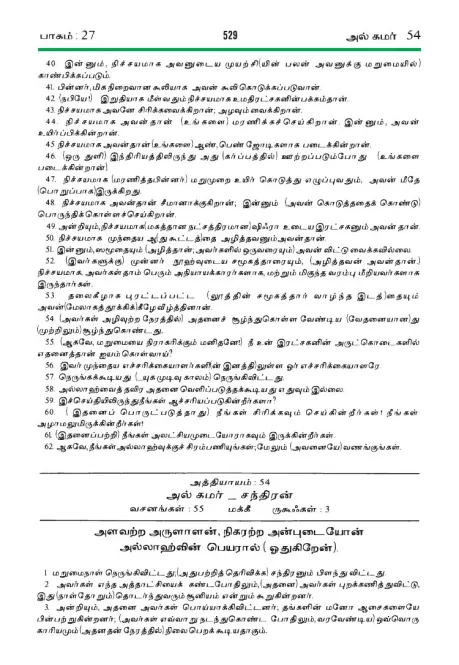 பாகம் : 27 529 அல் கமர் 54
40 இன்னும், நிச்சயமாக அவனுடைய முயற்சி(யின் பலன் அவனுக்கு மறுமையில்)
காண்பிக்கப்படும்.
41. பின்னர், மிக நிறைவான கூலியாக அவன் கூலி கொடுக்கப்படுவான்.
42. (நபியே!) இறுதியாக மீள்வதும் நிச்சயமாக உமதிரட்சகனின்பக்கம்தான்.
43. நிச்சயமாக அவனே சிரிக்கவைக்கிறான்; அழவும்வைக்கிறான்.
44. நிச்சயமாக அவன்தான் (உங்களை) மரணிக்கச்செய்கிறான். இன்னும், அவன்
உயிர்ப்பிக்கின்றான்.
45 நிச்சயமாக அவன்தான் (உங்களை) ஆண், பெண் ஜோடிகளாக படைக்கின்றான்.
46. (ஒரு துளி) இந்திரியத்திலிருந்து அது (கர்ப்பத்தில்) ஊற்றப்படும்போது (உங்களை
படைக்கின்றான்)
47. நிச்சயமாக (மரணித்தபின்னர்) மறுமுறை உயிர் கொடுத்து எழுப்புவதும், அவன் மீதே
(பொறுப்பாக)இருக்கிறது.
48. நிச்சயமாக அவன்தான் சீமானாக்குகிறான்; இன்னும் (அவன் கொடுத்ததைக் கொண்டு)
பொருந்திக்கொள்ளச்செய்கிறான்.
49. அன்றியும், நிச்சயமாக(மகத்தான நட்சத்திரமான)ஷிஃரா உடைய இரட்சகனும் அவன்தான்.
50. நிச்சயமாக முந்தைய ஆ(து கூட்டத்)தை அழித்தவனும்அவன்தான்.
51. இன்னும், ஸமூதையும் (அழித்தான்; அவர்களில் ஒருவரையும்) அவன் விட்டு வைக்கவில்லை.
52. (இவர்களுக்கு) முன்னர் நூஹுடைய சமூகத்தாரையும், (அழித்தவன் அவன்தான்.)
நிச்சயமாக, அவர்கள்தாம் பெரும் அநியாயக்காரர்களாக, மற்றும் மிகுந்த வரம்பு மீறியவர்களாக
இருந்தார்கள்.
53. தலைகீழாக புரட்டப்பட்ட (லூத்தின் சமூகத்தார் வாழ்ந்த இடத்)தையும்
அவன்(மேலாகத்தூக்கிக்)கீழேவீழ்த்தினான்.
54. (அவர்கள் அழிவுற்ற நேரத்தில்) அதனைச் சூழ்ந்துகொள்ள வேண்டிய (வேதனையான)து
(முற்றிலும்)சூழ்ந்துகொண்டது.
55. (ஆகவே, மறுமையை நிராகரிக்கும் மனிதனே!) நீ உன் இரட்சகனின் அருட்கொடைகளில்
எதனைத்தான் ஐயம் கொள்வாய்?
56. இவர் முந்தைய எச்சரிக்கையாளர்களின்(ன் இனத்தி)லுள்ள ஓர் எச்சரிக்கையாளரே.
57. நெருங்கக்கூடியது (_யுகமுடிவு காலம்) நெருங்கிவிட்டது.
58. அல்லாஹ்வைத் தவிர அதனை வெளிப்படுத்தக்கூடியது எதுவும் இல்லை.
59. இச்செய்தியிலிருந்துநீங்கள் ஆச்சரியப்படுகின்றீர்களா?
60. ( இதனைப் பொருட்படுத்தாது) நீங்கள் சிரிக்கவும் செய்கின்றீர்கள்! நீங்கள்
அழாமலுமிருக்கின்றீர்கள்!
61. (இதனைப்பற்றி) நீங்கள் அலட்சியமுடையோராகவும் இருக்கின்றீர்கள்.
62. ஆகவே, நீங்கள் அல்லாஹ்வுக்குச் சிரம்பணியுங்கள்; மேலும் (அவனையே)வணங்குங்கள்.
அத்தியாயம் : 54
அல் கமர் _ சந்திரன்
வசனங்கள் : 55 மக்கீ ருகூஃகள் : 3
அளவற்ற அருளாளன், நிகரற்ற அன்புடையோன்
அல்லாஹ்வின் பெயரால் ( ஓதுகிறேன்).
1 மறுமைநாள் நெருங்கிவிட்டது;(அதுபற்றித்தெரிவிக்க) சந்திரனும் பிளந்து விட்டது.
2 அவர்கள் எந்த அத்தாட்சியைக் கண்டபோதிலும், (அதனை) அவர்கள் புறக்கணித்துவிட்டு,
இது (நாள்தோறும்)தொடர்ந்துவரும்சூனியம் என்றும் கூறுகின்றனர்.
3. அன்றியும், அதனை அவர்கள் பொய்யாக்கிவிட்டனர்; தங்களின் மனோ ஆசைகளையே
பின்பற்றுகின்றனர்; (அவர்கள் எவ்வாறு நடந்துகொண்ட போதிலும், வரவேண்டிய) ஒவ்வொரு
காரியமும் (அதனதன் நேரத்தில்) நிலைபெறக்கூடியதாகும்.